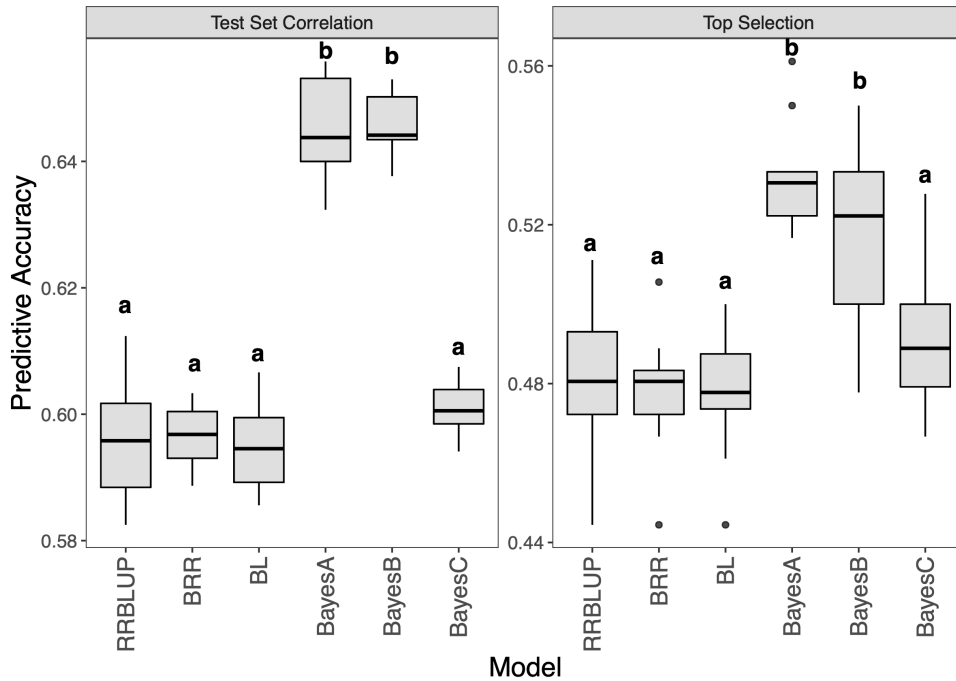 Test Set Correlation
Top Selection
Predictive Accuracy
0.64
0.62
0.60
0.58
a
a
a
b
b
a
0.56
0.52
0.48
0.44
a
a
a
b
b
a
RRBLUP
BRR
BL
BayesA
BayesB
BayesC
RRBLUP
BRR
BL
BayesA
BayesB
BayesC
Model